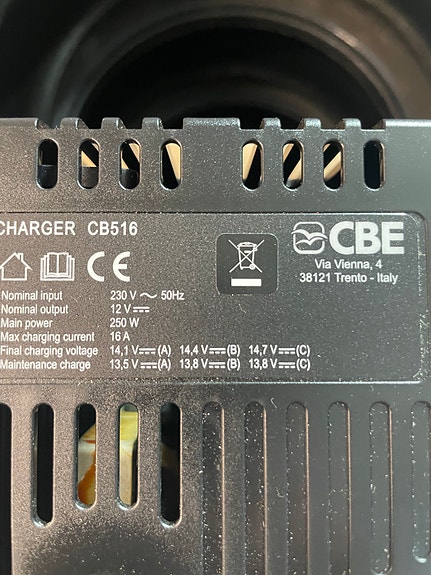 CHARGER CB516
CBE
Via Vienna, 4
38121 Trento - Italy
CE
Nominal input 230 V ~ 50Hz
Nominal output 12 V ⎓
Main power 250 W
Max charging current 16 A
Final charging voltage 14,1 V ⎓ (A) 14,4 V ⎓ (B) 14,7 V ⎓ (C)
Maintenance charge 13,5 V ⎓ (A) 13,8 V ⎓ (B) 13,8 V ⎓ (C)